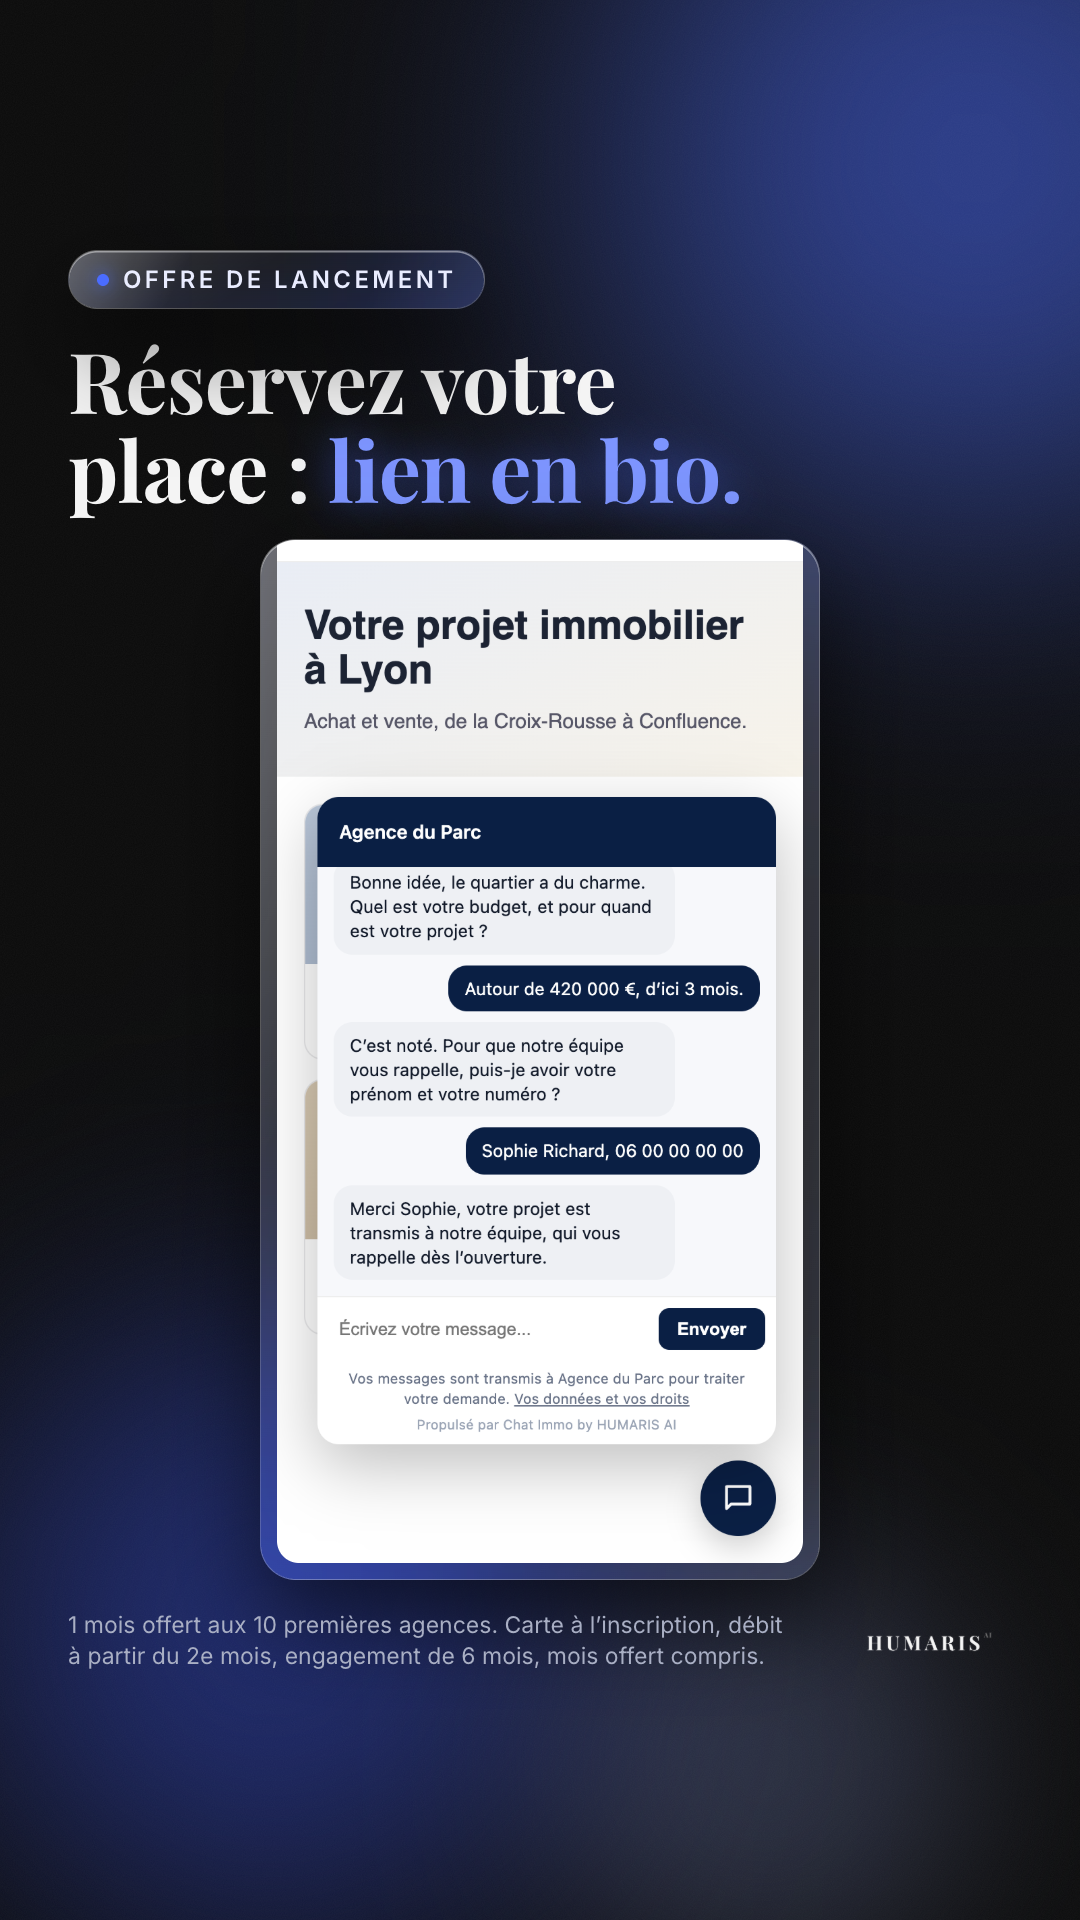 OFFRE DE LANCEMENT
Réservez votre
place : lien en bio.
Votre projet immobilier
à Lyon
Achat et vente, de la Croix-Rousse à Confluence.
Agence du Parc
Bonne idée, le quartier a du charme.
Quel est votre budget, et pour quand
est votre projet ?
Autour de 420 000 €, d’ici 3 mois.
C’est noté. Pour que notre équipe
vous rappelle, puis-je avoir votre
prénom et votre numéro ?
Sophie Richard, 06 00 00 00 00
Merci Sophie, votre projet est
transmis à notre équipe, qui vous
rappelle dès l’ouverture.
Écrivez votre message...
Envoyer
Vos messages sont transmis à Agence du Parc pour traiter
votre demande. Vos données et vos droits
Propulsé par Chat Immo by HUMARIS AI
1 mois offert aux 10 premières agences. Carte à l’inscription, débit
à partir du 2e mois, engagement de 6 mois, mois offert compris.
HUMARIS AI